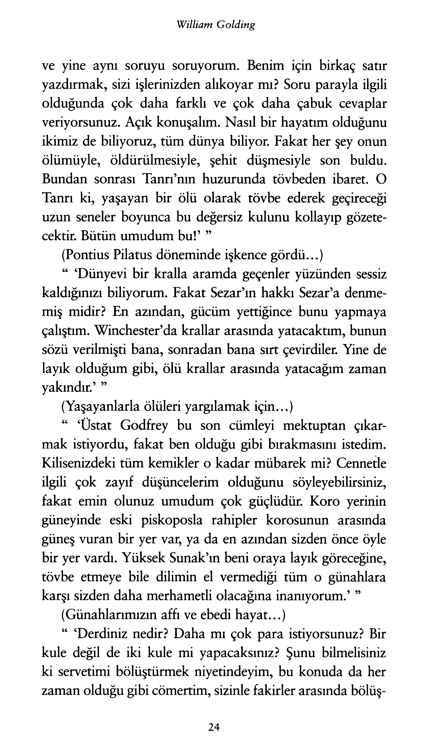 William Golding
ve yine aynı soruyu soruyorum. Benim için birkaç satır
yazdırmak, sizi işlerinizden alıkoyar mı? Soru parayla ilgili
olduğunda çok daha farklı ve çok daha çabuk cevaplar
veriyorsunuz. Açık konuşalım. Nasıl bir hayatım olduğunu
ikimiz de biliyoruz, tüm dünya biliyor. Fakat her şey onun
ölümüyle, öldürülmesiyle, şehit düşmesiyle son buldu.
Bundan sonrası Tanrı’nın huzurunda tövbeden ibaret. O
Tanrı ki, yaşayan bir ölü olarak tövbe ederek geçireceği
uzun seneler boyunca bu değersiz kulunu kollayıp gözete-
cektir. Bütün umudum bu!’ ”
(Pontius Pilatus döneminde işkence gördü...)
“ ‘Dünyevi bir kralla aramda geçenler yüzünden sessiz
kaldığınızı biliyorum. Fakat Sezar’ın hakkı Sezar’a denme-
miş midir? En azından, gücüm yettiğince bunu yapmaya
çalıştım. Winchester’da krallar arasında yatacaktım, bunun
sözü verilmişti bana, sonradan bana sırt çevirdiler. Yine de
layık olduğum gibi, ölü krallar arasında yatacağım zaman
yakındır.’ ”
(Yaşayanlarla ölüleri yargılamak için...)
“ ‘Üstat Godfrey bu son cümleyi mektuptan çıkar-
mak istiyordu, fakat ben olduğu gibi bırakmasını istedim.
Kilisenizdeki tüm kemikler o kadar mübarek mi? Cennetle
ilgili çok zayıf düşüncelerim olduğunu söyleyebilirsiniz,
fakat emin olunuz umudum çok güçlüdür. Koro yerinin
güneyinde eski piskoposla rahipler korosunun arasında
güneş vuran bir yer var, ya da en azından sizden önce öyle
bir yer vardı. Yüksek Sunak’ın beni oraya layık göreceğine,
tövbe etmeye bile dilimin el vermediği tüm o günahlara
karşı sizden daha merhametli olacağına inanıyorum.’ ”
(Günahlarımızın affı ve ebedi hayat...)
“ ‘Derdiniz nedir? Daha mı çok para istiyorsunuz? Bir
kule değil de iki kule mi yapacaksınız? Şunu bilmelisiniz
ki servetimi bölüştürmek niyetindeyim, bu konuda da her
zaman olduğu gibi cömertim, sizinle fakirler arasında bölüş-
24